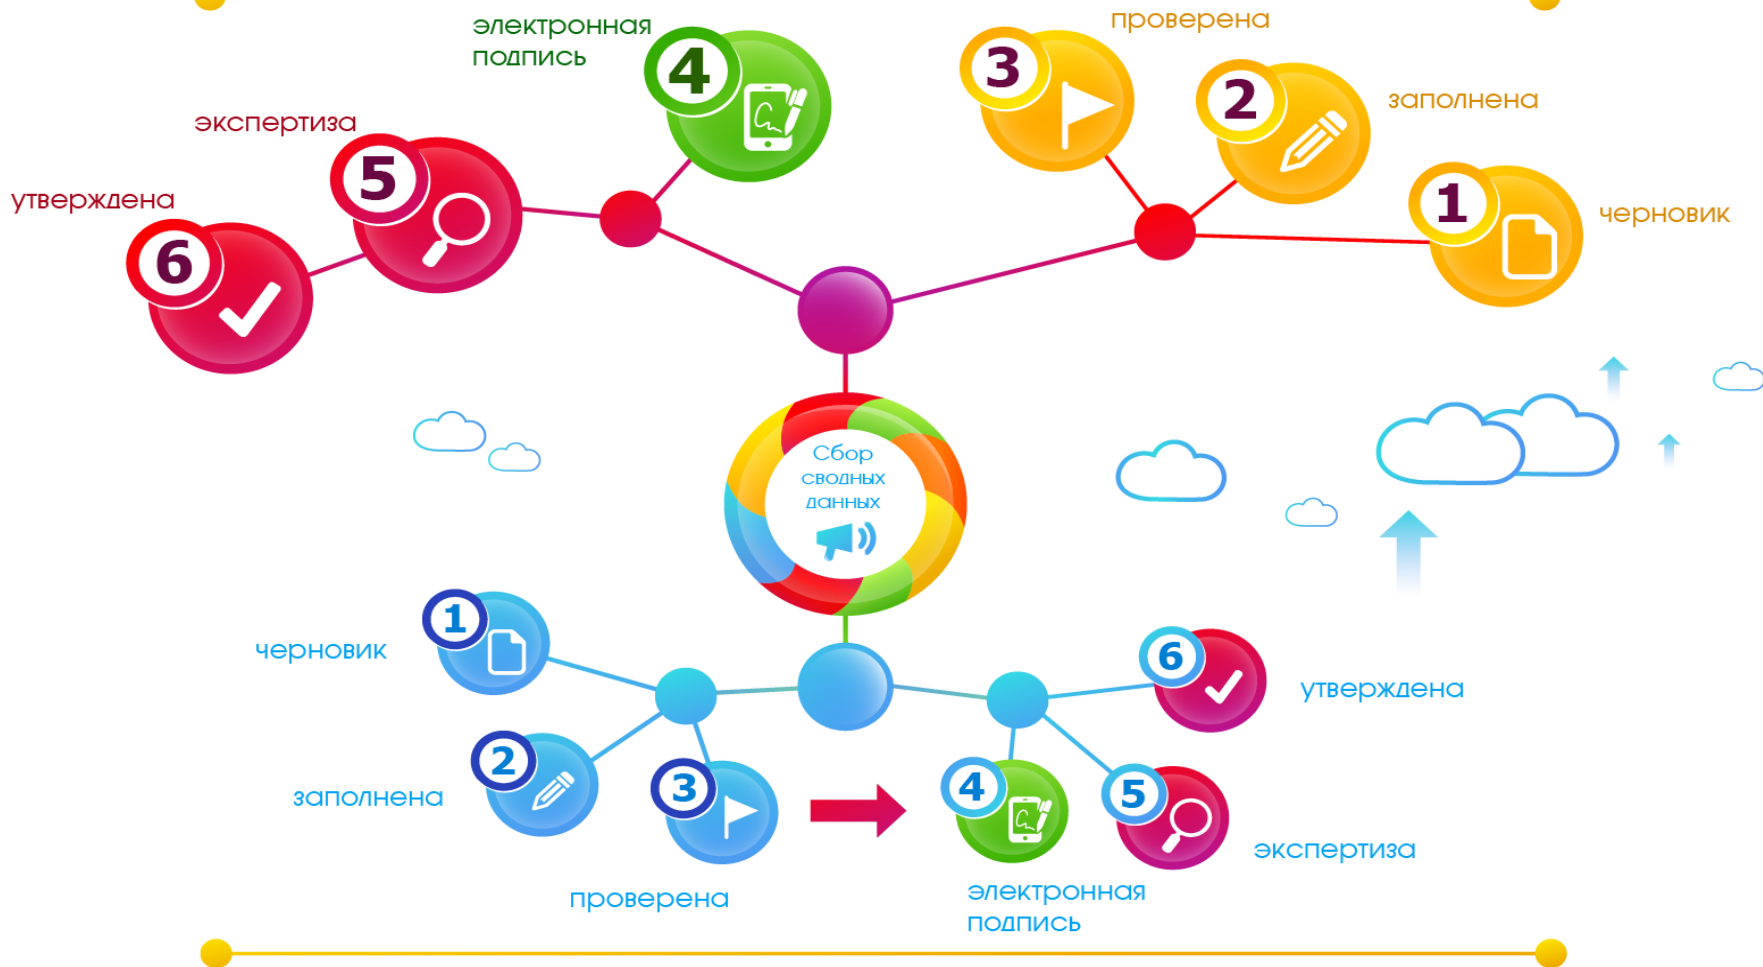 электронная
подпись
4
3
проверена
2
заполнена
экспертиза
5
1
черновик
утверждена
6
Сбор
сводных
данных
1
черновик
6
утверждена
2
заполнена
3
проверена
4
электронная
подпись
5
экспертиза